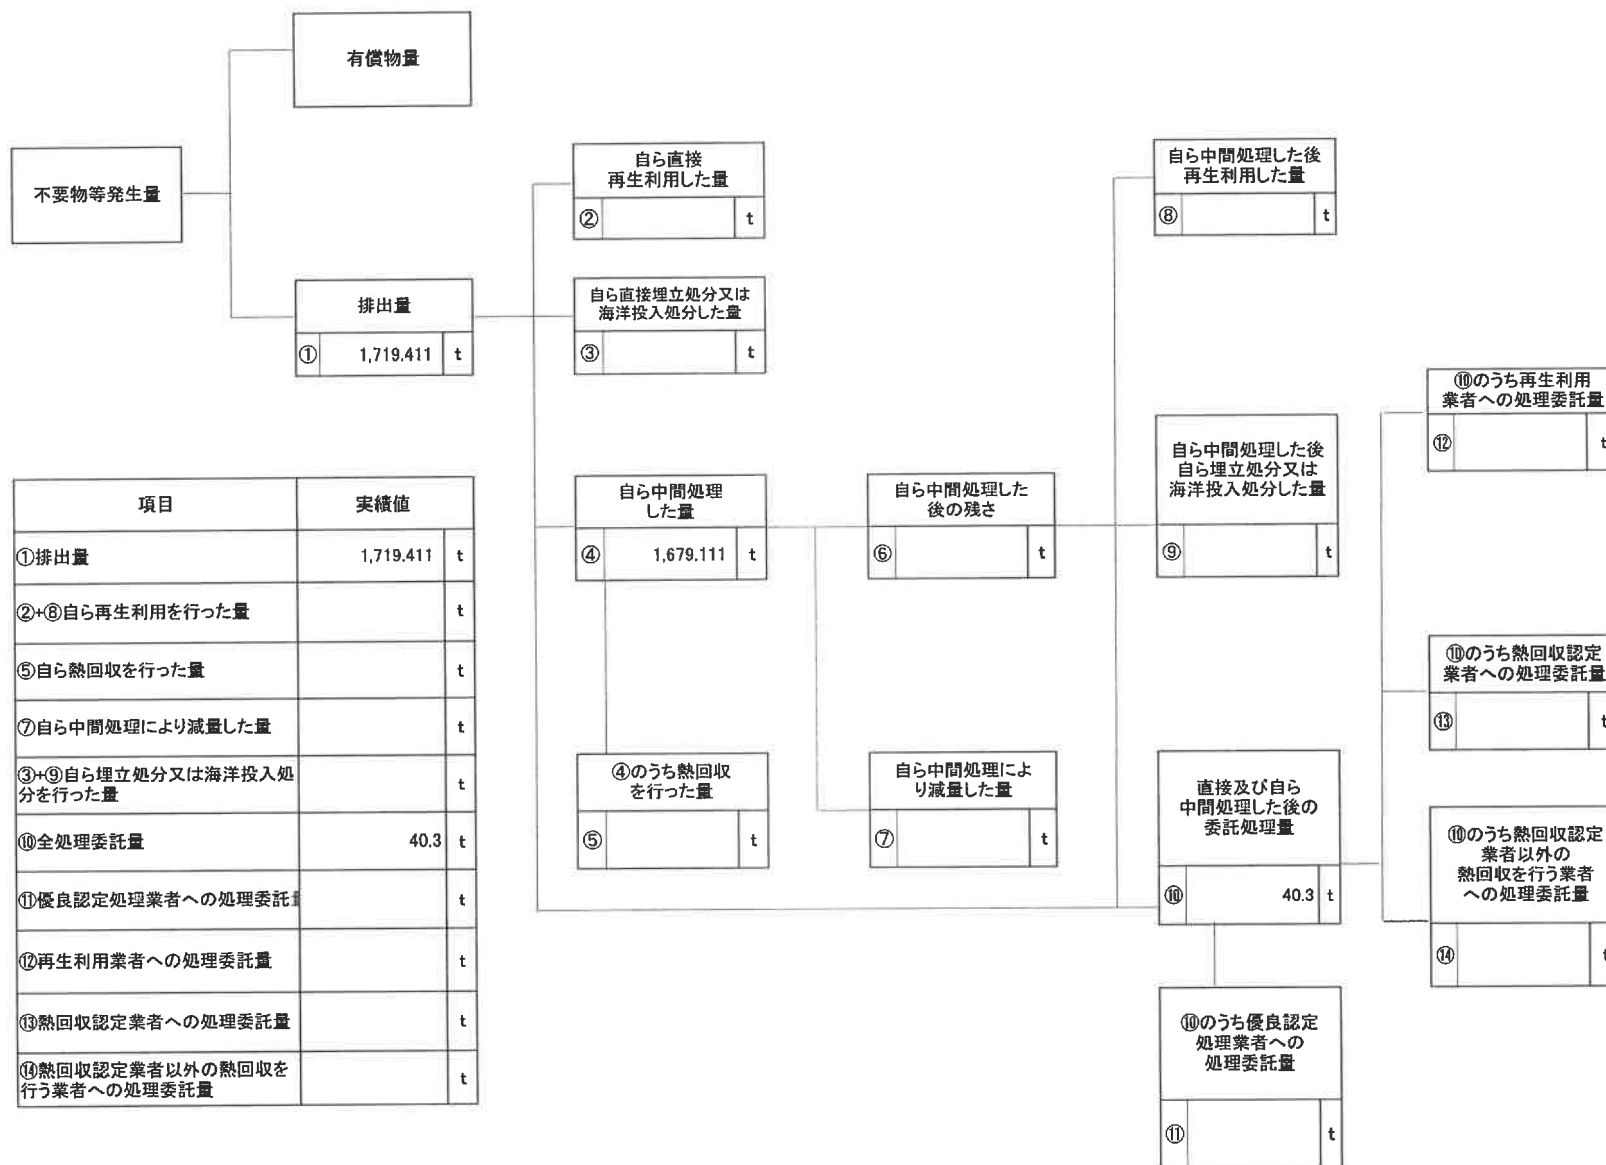 有償物量
不要物等発生量
排出量
① 1,719.411 t
自ら直接
再生利用した量
② t
自ら直接埋立処分又は
海洋投入処分した量
③ t
自ら中間処理
した量
④ 1,679.111 t
④のうち熱回収
を行った量
⑤ t
自ら中間処理した
後の残さ
⑥ t
自ら中間処理によ
り減量した量
⑦ t
自ら中間処理した後
再生利用した量
⑧ t
自ら中間処理した後
自ら埋立処分又は
海洋投入処分した量
⑨ t
直接及び自ら
中間処理した後の
委託処理量
⑩ 40.3 t
⑩のうち優良認定
処理業者への
処理委託量
⑪ t
⑩のうち再生利用
業者への処理委託量
⑫ t
⑩のうち熱回収認定
業者への処理委託量
⑬ t
⑩のうち熱回収認定
業者以外の
熱回収を行う業者
への処理委託量
⑭ t
項目 実績値
①排出量 1,719.411 t
②+⑧自ら再生利用を行った量 t
⑤自ら熱回収を行った量 t
⑦自ら中間処理により減量した量 t
③+⑨自ら埋立処分又は海洋投入処
分を行った量 t
⑩全処理委託量 40.3 t
⑪優良認定処理業者への処理委託 t
⑫再生利用業者への処理委託量 t
⑬熱回収認定業者への処理委託量 t
⑭熱回収認定業者以外の熱回収を
行う業者への処理委託量 t